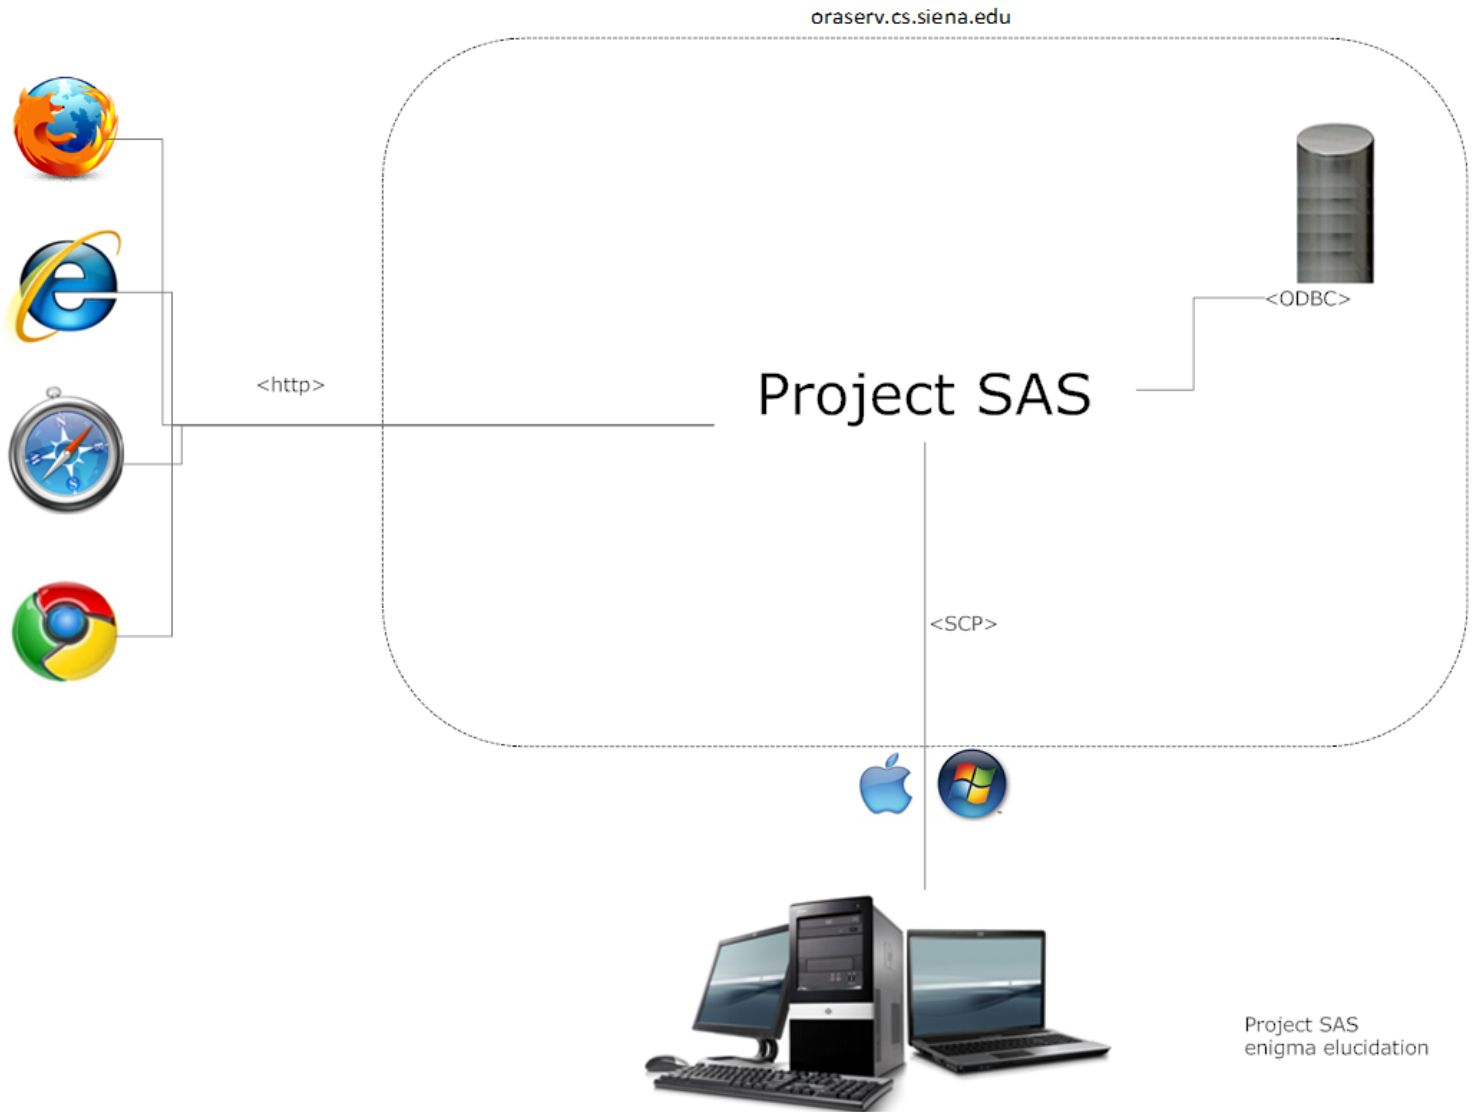 oraserv.cs.siena.edu
<ODBC>
<http>
Project SAS
<SCP>
Project SAS
enigma elucidation